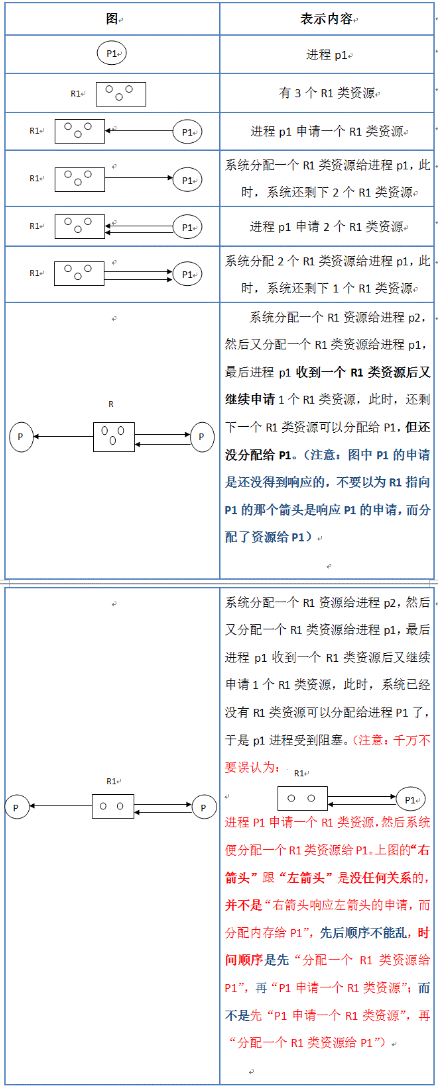 图 表示内容
P1
进程p1
R1
有 3 个 R1 类资源
R1
P1
进程 p1 申请一个 R1 类资源
R1
P1
系统分配一个 R1 类资源给进程 p1，此
时，系统还剩下 2 个 R1 类资源
R1
P1
进程 p1 申请 2 个 R1 类资源
R1
P1
系统分配 2 个 R1 类资源给进程 p1，此
时，系统还剩下 1 个 R1 类资源
R
P
P
系统分配一个 R1 资源给进程 p2，
然后又分配一个 R1 类资源给进程 p1，
最后进程 p1 收到一个 R1 类资源后又
继续申请 1 个 R1 类资源，此时，还剩
下一个 R1 类资源可以分配给 P1，但还
没分配给 P1。（注意：图中 P1 的申请
是还没得到响应的，不要以为 R1 指向
P1 的那个箭头是响应 P1 的申请，而分
配了资源给 P1）
R1
P
P
系统分配一个 R1 资源给进程 p2，然后
又分配一个 R1 类资源给进程 p1，最后
进程 p1 收到一个 R1 类资源后又继续
申请 1 个 R1 类资源，此时，系统已经
没有 R1 类资源可以分配给进程 P1 了，
于是 p1 进程受到阻塞。（注意：千万不
要误认为：
R1
P1
进程 P1 申请一个 R1 类资源，然后系统
便分配一个 R1 类资源给 P1。上图的“右
箭头”跟“左箭头”是没任何关系的，
并不是“右箭头响应左箭头的申请，而
分配内存给 P1”，先后顺序不能乱，时
间顺序是先“分配一个 R1 类资源给
P1”，再“P1 申请一个 R1 类资源”；而
不是先“P1 申请一个 R1 类资源”，再
“分配一个 R1 类资源给 P1”）